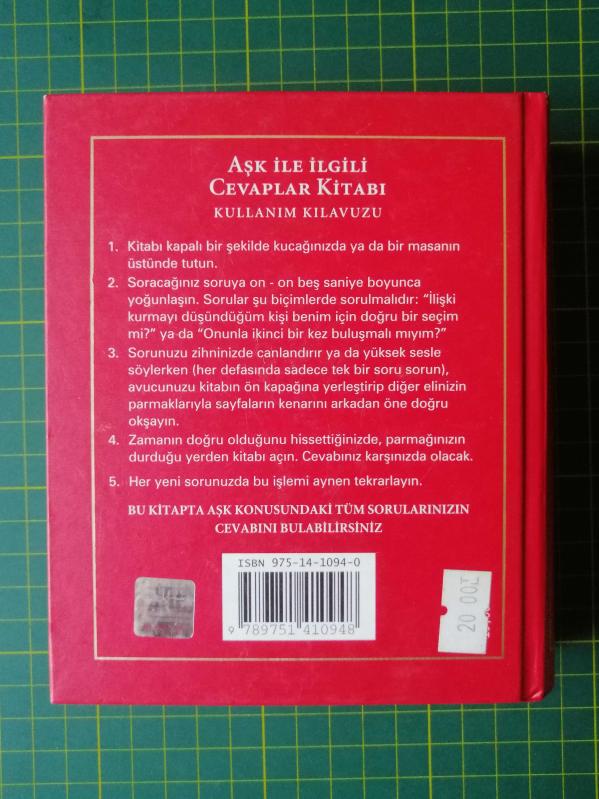 AŞK İLE İLGİLİ
CEVAPLAR KİTABI
KULLANIM KILAVUZU
1. Kitabı kapalı bir şekilde kucağınızda ya da bir masanın
üstünde tutun.
2. Soracağınız soruya on - on beş saniye boyunca
yoğunlaşın. Sorular şu biçimlerde sorulmalıdır: “İlişki
kurmayı düşündüğüm kişi benim için doğru bir seçim
mi?” ya da “Onunla ikinci bir kez buluşmalı mıyım?”
3. Sorunuzu zihninizde canlandırır ya da yüksek sesle
söylerken (her defasında sadece tek bir soru sorun),
avucunuzu kitabın ön kapağına yerleştirip diğer elinizin
parmaklarıyla sayfaların kenarını arkadan öne doğru
okşayın.
4. Zamanın doğru olduğunu hissettiğinizde, parmağınızın
durduğu yerden kitabı açın. Cevabınız karşınızda olacak.
5. Her yeni sorunuzda bu işlemi aynen tekrarlayın.
BU KİTAPTA AŞK KONUSUNDAKİ TÜM SORULARINIZIN
CEVABINI BULABİLİRSİNİZ
ISBN 975-14-1094-0
9 789751 410948
20 00